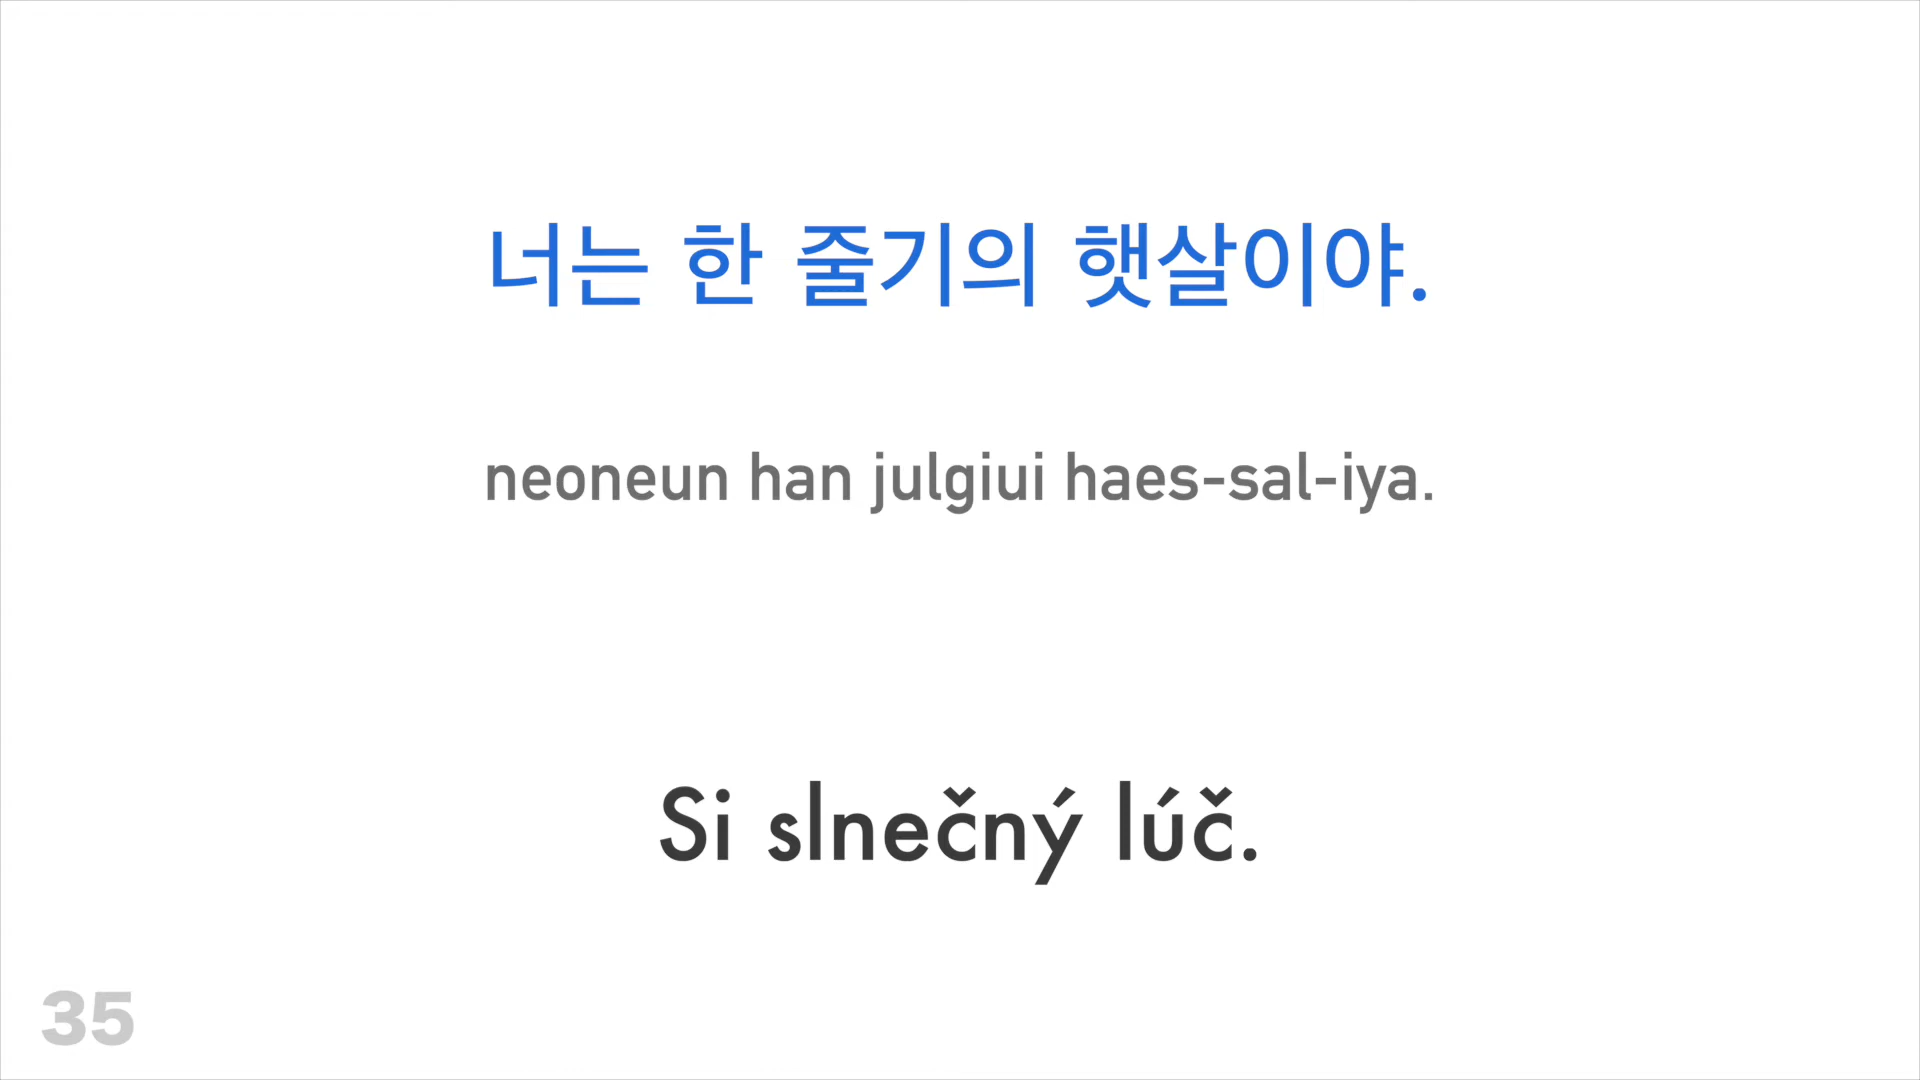 너는 한 줄기의 햇살이야.
neoneun han julgiui haes-sal-iya.
Si slnečný lúč.
35